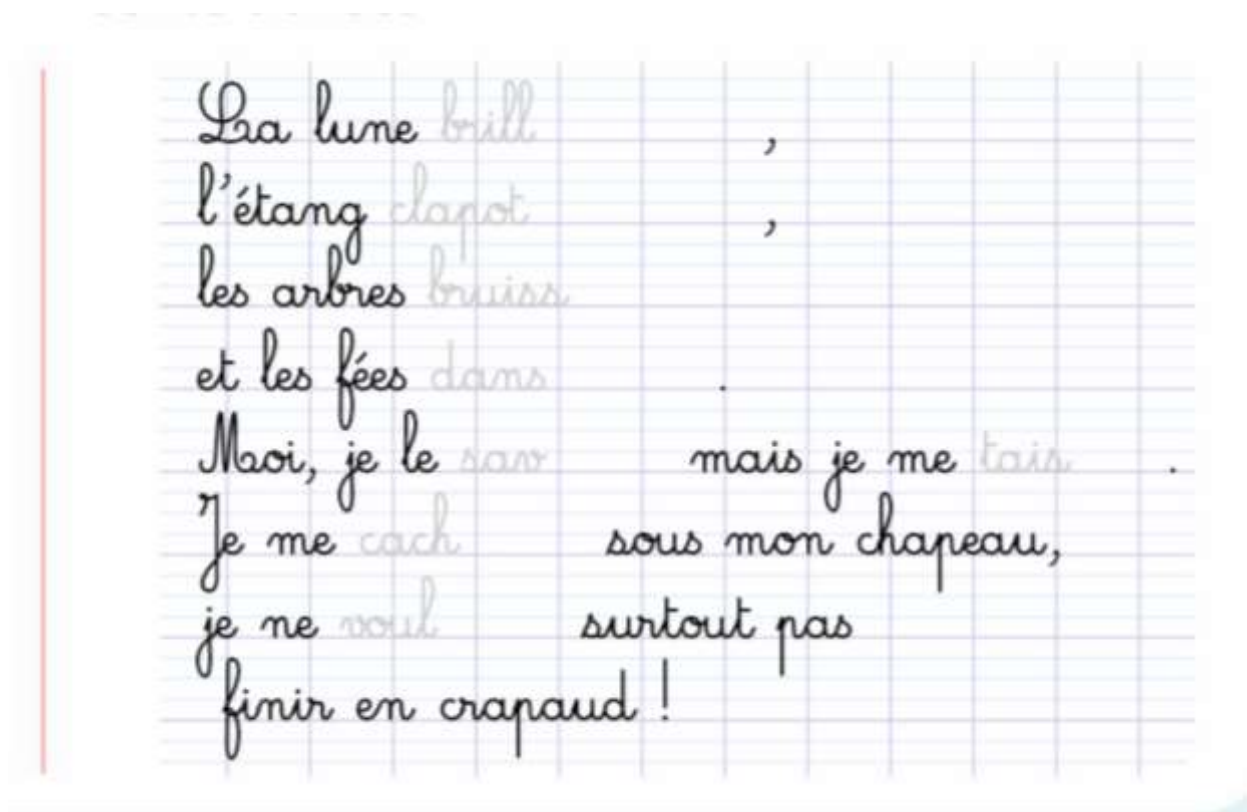 La lune brill ,
l'étang clapot ,
les arbres bruiss
et les fées dans .
Moi, je le sav mais je me tais .
Je me cach sous mon chapeau,
je ne voul surtout pas
finir en crapaud !